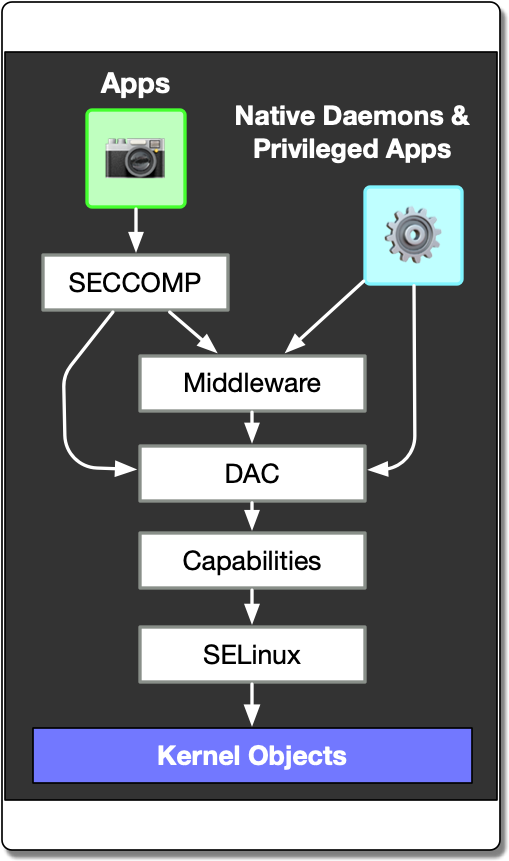 Apps
Native Daemons &
Privileged Apps
SECCOMP
Middleware
DAC
Capabilities
SELinux
Kernel Objects